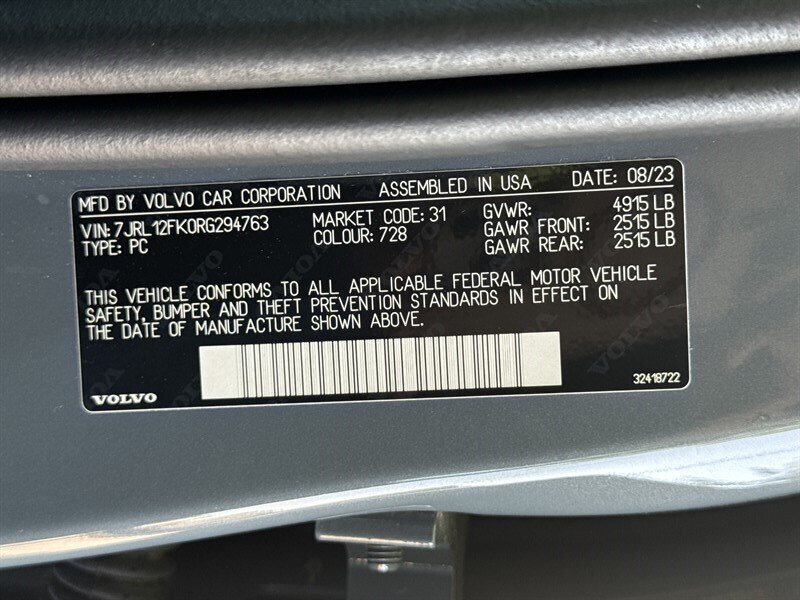 MFD BY VOLVO CAR CORPORATION ASSEMBLED IN USA DATE: 08/23
VIN: 7JRL12FK0RG294763 MARKET CODE: 31 GVWR: 4915 LB
TYPE: PC COLOUR: 728 GAWR FRONT: 2515 LB
GAWR REAR: 2515 LB
THIS VEHICLE CONFORMS TO ALL APPLICABLE FEDERAL MOTOR VEHICLE
SAFETY, BUMPER AND THEFT PREVENTION STANDARDS IN EFFECT ON
THE DATE OF MANUFACTURE SHOWN ABOVE.
VOLVO 32418722